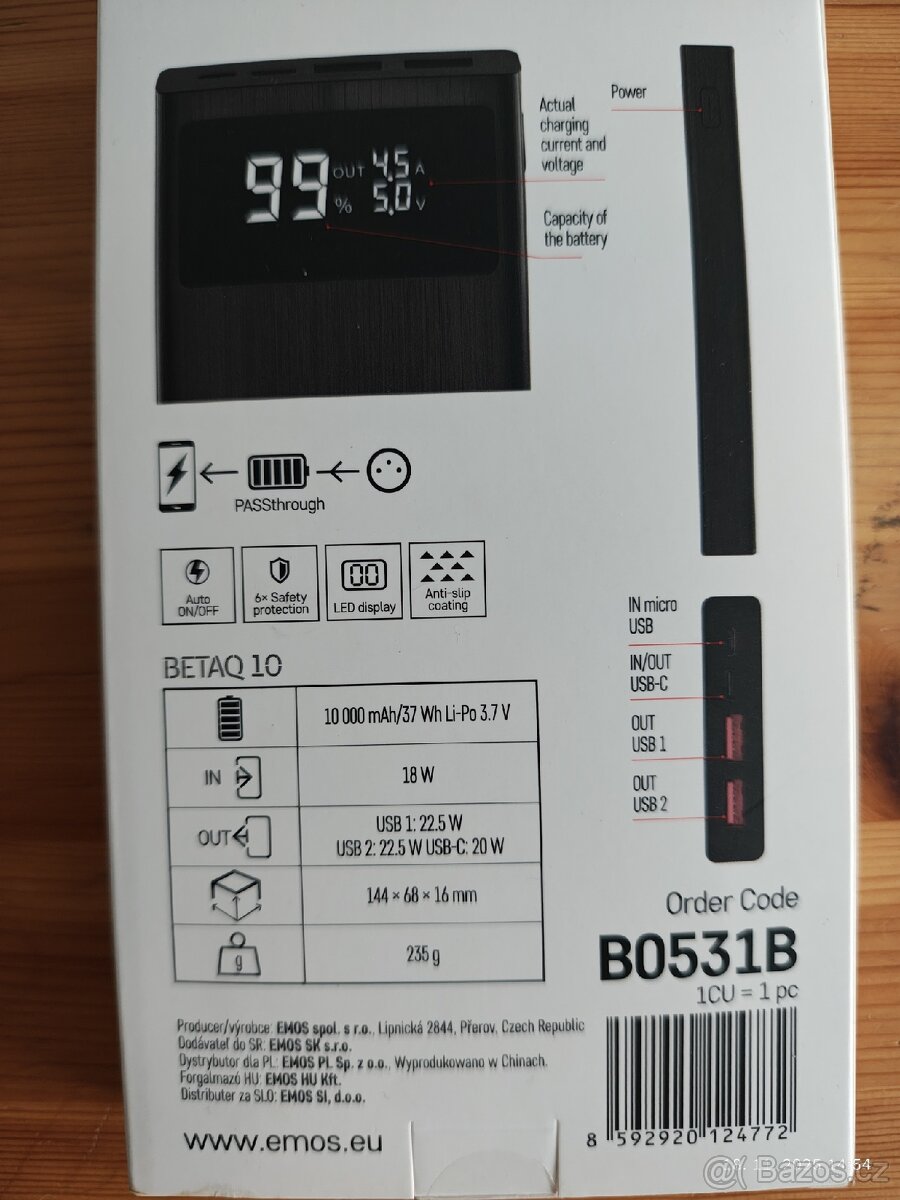 Power
Actual
charging
current and
voltage
99 % OUT 4.5 A
5.0 V
Capacity of
the battery
PASSthrough
Auto
ON/OFF
6× Safety
protection
00
LED display
Anti-slip
coating
IN micro
USB
IN/OUT
USB-C
OUT
USB 1
OUT
USB 2
BETAQ 10
10 000 mAh/37 Wh Li-Po 3.7 V
IN
18 W
OUT
USB 1: 22.5 W
USB 2: 22.5 W USB-C: 20 W
144 × 68 × 16 mm
g
235 g
Order Code
B0531B
1CU = 1 pc
Producer/výrobce: EMOS spol. s r.o., Lipnická 2844, Přerov, Czech Republic
Dodávateľ do SR: EMOS SK s.r.o.
Dystrybutor dla PL: EMOS PL Sp. z o.o., Wyprodukowano w Chinach.
Forgalmazó HU: EMOS HU Kft.
Distributer za SLO: EMOS SI, d.o.o.
www.emos.eu
8 592920 124772
Bazos.cz